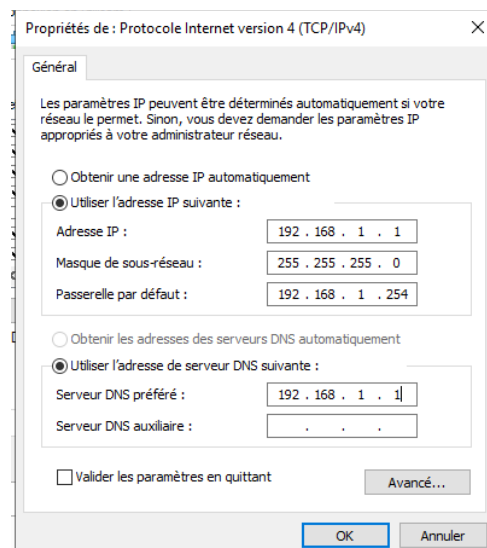 Propriétés de : Protocole Internet version 4 (TCP/IPv4)
Général
Les paramètres IP peuvent être déterminés automatiquement si votre
réseau le permet. Sinon, vous devez demander les paramètres IP
appropriés à votre administrateur réseau.
Obtenir une adresse IP automatiquement
Utiliser l'adresse IP suivante :
Adresse IP : 192 . 168 . 1 . 1
Masque de sous-réseau : 255 . 255 . 255 . 0
Passerelle par défaut : 192 . 168 . 1 . 254
Obtenir les adresses des serveurs DNS automatiquement
Utiliser l'adresse de serveur DNS suivante :
Serveur DNS préféré : 192 . 168 . 1 . 1
Serveur DNS auxiliaire : . . .
Valider les paramètres en quittant
Avancé...
OK Annuler